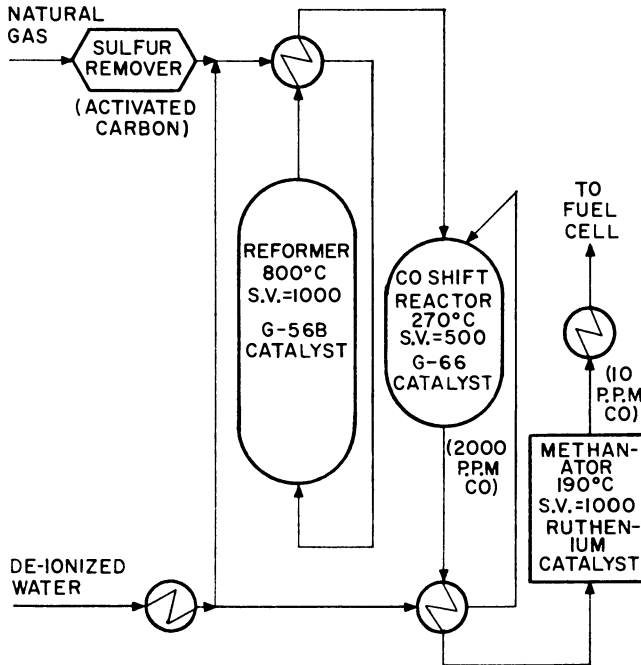 NATURAL
GAS
SULFUR
REMOVER
(ACTIVATED
CARBON)
REFORMER
800°C
S.V.=1000
G-56B
CATALYST
CO SHIFT
REACTOR
270°C
S.V.=500
G-66
CATALYST
(2000
P.P.M
CO)
TO
FUEL
CELL
(10
P.P.M
CO)
METHAN-
ATOR
190°C
S.V.=1000
RUTHEN-
IUM
CATALYST
DE-IONIZED
WATER